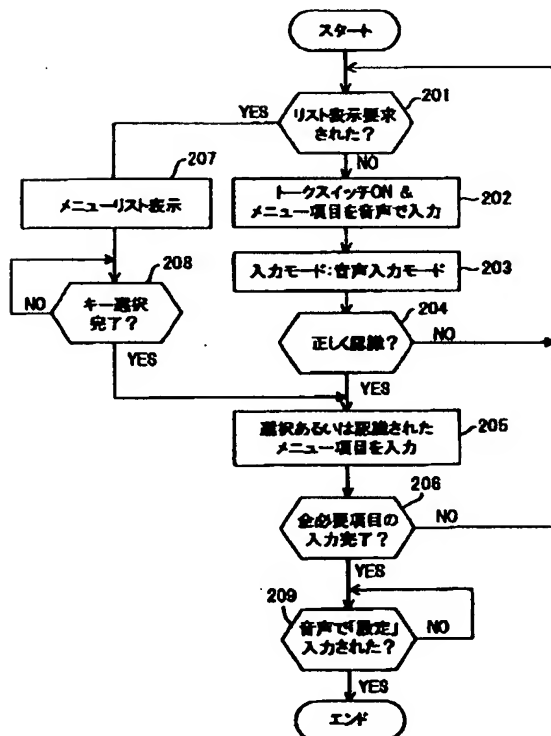 スタート
201
リスト表示要求
された?
YES
NO
207
メニューリスト表示
202
トークスイッチON &
メニュー項目を音声で入力
203
入力モード:音声入力モード
208
キー選択
完了?
NO
YES
204
正しく認識?
NO
YES
205
選択あるいは認識された
メニュー項目を入力
206
全必要項目の
入力完了?
NO
YES
209
音声で「設定」
入力された?
NO
YES
エンド